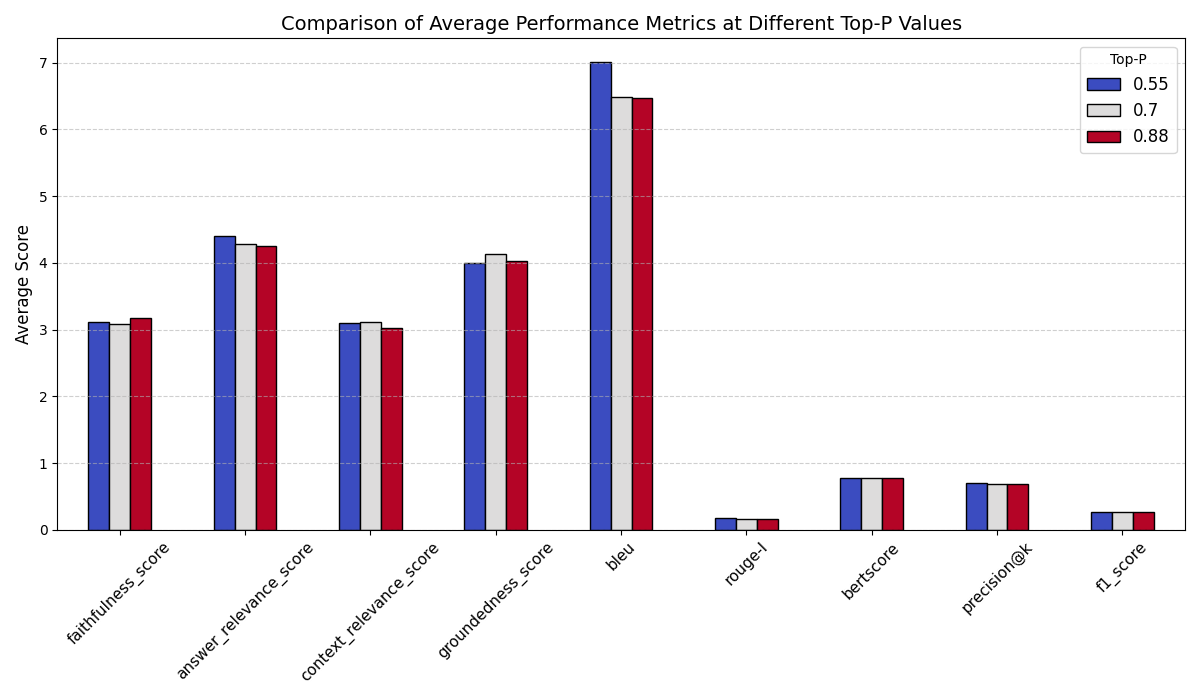 Comparison of Average Performance Metrics at Different Top-P Values
Top-P
0.55
0.7
0.88
Average Score
7
6
5
4
3
2
1
0
faithfulness_score
answer_relevance_score
context_relevance_score
groundedness_score
bleu
rouge-l
bertscore
precision@k
f1_score